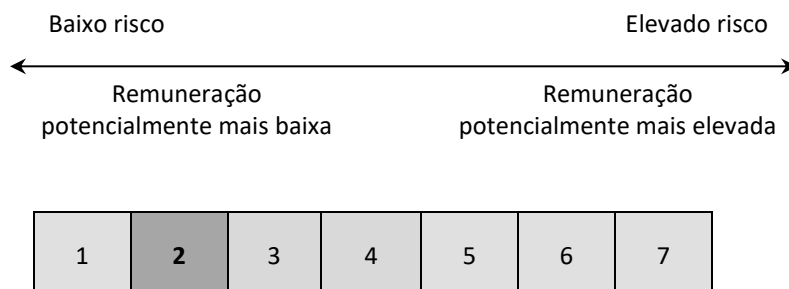 Baixo risco Elevado risco
Remuneração Remuneração
potencialmente mais baixa potencialmente mais elevada
1 2 3 4 5 6 7